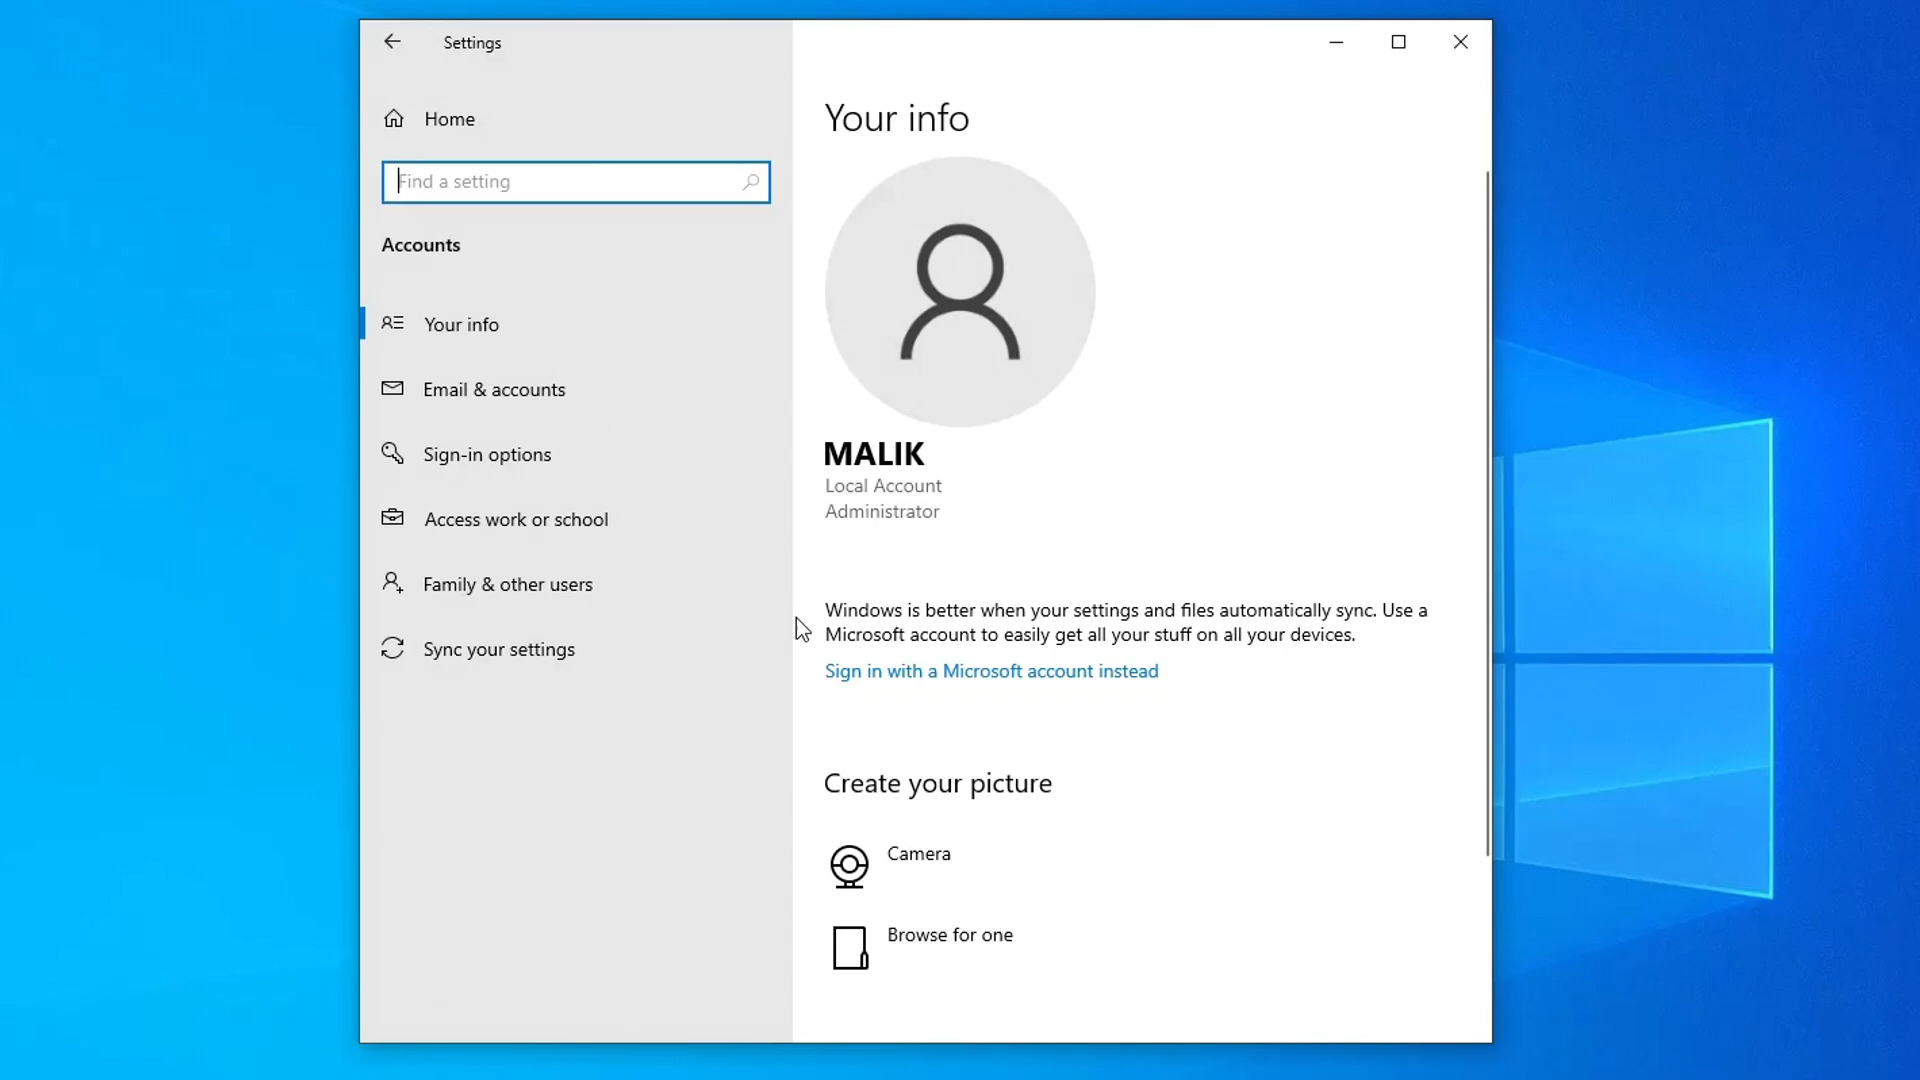 Settings
Home
Find a setting
Accounts
Your info
Email & accounts
Sign-in options
Access work or school
Family & other users
Sync your settings
Your info
MALIK
Local Account
Administrator
Windows is better when your settings and files automatically sync. Use a
Microsoft account to easily get all your stuff on all your devices.
Sign in with a Microsoft account instead
Create your picture
Camera
Browse for one